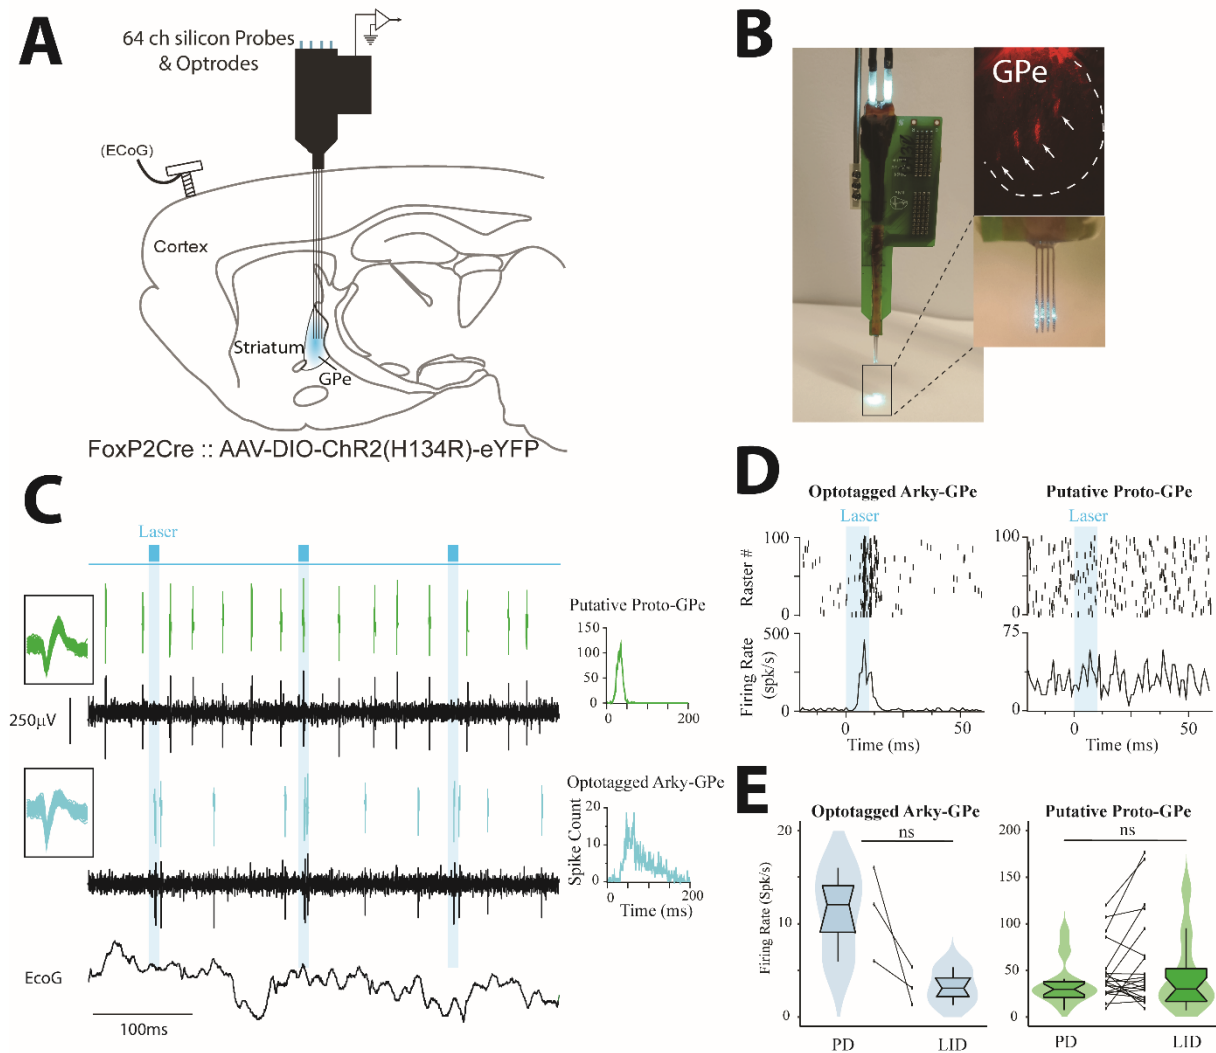 A
64 ch silicon Probes
& Optrodes
(ECoG)
Cortex
Striatum
GPe
FoxP2Cre :: AAV-DIO-ChR2(H134R)-eYFP
B
GPe
C
Laser
Putative Proto-GPe
100
50
0
0
200
250µV
Optotagged Arky-GPe
Spike Count
20
10
0
0
200
Time (ms)
EcoG
100ms
D
Optotagged Arky-GPe
Putative Proto-GPe
Laser
Laser
Raster #
100
0
100
0
Firing Rate
(spk/s)
500
0
75
0
0
50
0
50
Time (ms)
Time (ms)
E
Optotagged Arky-GPe
Putative Proto-GPe
ns
ns
Firing Rate (Spk/s)
20
10
0
200
150
100
50
0
PD
LID
PD
LID